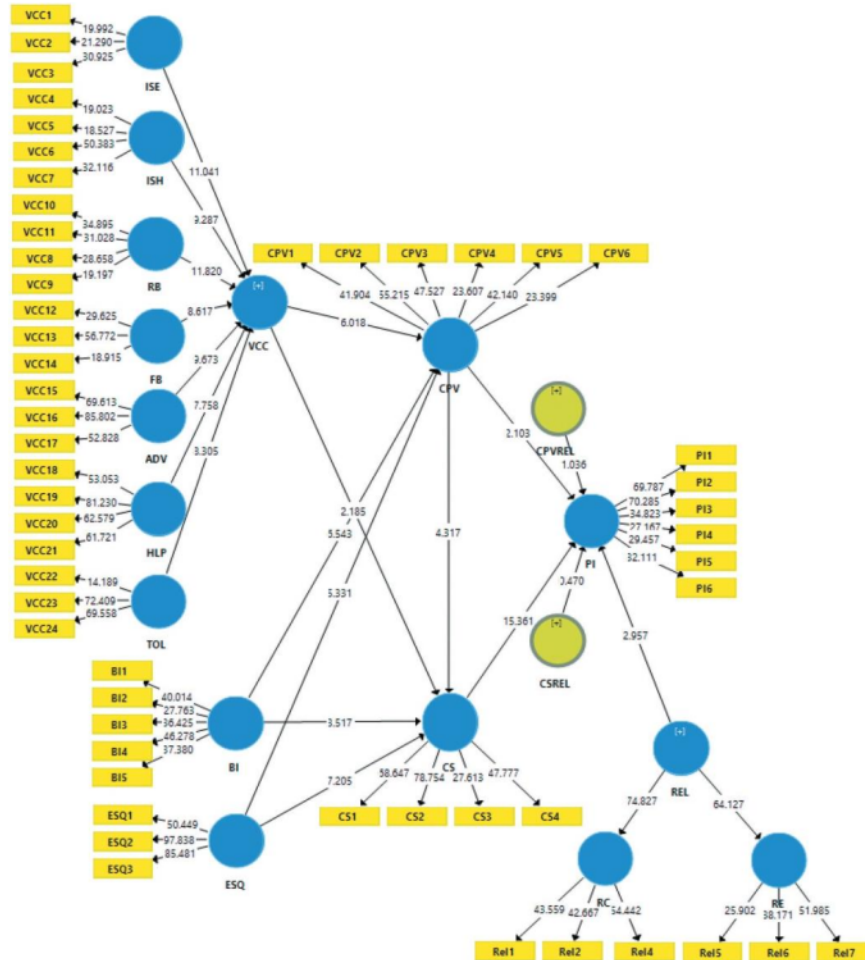 VCC1
19.992
VCC2
21.290
30.925
VCC3
ISE
VCC4
19.023
VCC5
18.527
VCC6
50.383
32.116
VCC7
ISH
11.041
9.287
VCC10
34.895
VCC11
31.028
VCC8
28.658
19.197
VCC9
RB
11.820
[+]
VCC
CPV1
CPV2
CPV3
CPV4
CPV5
CPV6
41.904
55.215
47.527
23.607
42.140
23.399
VCC12
29.625
VCC13
56.772
18.915
VCC14
FB
8.617
6.018
CPV
VCC15
69.613
VCC16
85.802
52.828
VCC17
ADV
9.673
7.758
[+]
CPVREL
2.103
1.036
VCC18
53.053
VCC19
81.230
VCC20
62.579
61.721
VCC21
HLP
PI1
69.787
PI2
70.285
PI3
34.823
PI4
27.167
PI5
29.457
32.111
PI6
PI
2.185
4.317
VCC22
14.189
VCC23
72.409
69.558
VCC24
TOL
0.470
15.361
[+]
CSREL
2.957
BI1
40.014
BI2
27.763
BI3
36.425
BI4
46.278
37.380
BI5
BI
3.517
CS
[+]
REL
7.205
58.647
78.754
27.613
47.777
CS1
CS2
CS3
CS4
ESQ1
50.449
ESQ2
97.838
85.481
ESQ3
ESQ
74.827
64.127
RC
RE
43.559
42.667
54.442
25.902
38.171
51.985
Rel1
Rel2
Rel4
Rel5
Rel6
Rel7